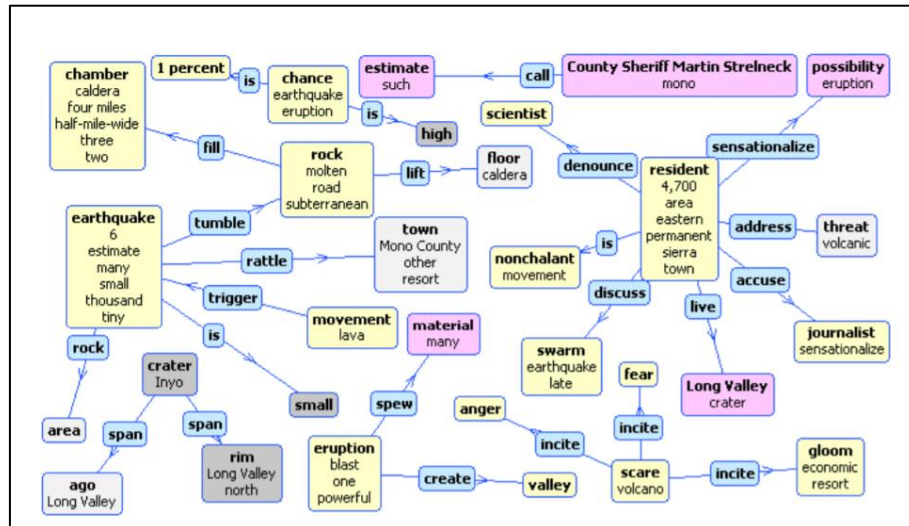 chamber
caldera
four miles
half-mile-wide
three
two
1 percent
is
chance
earthquake
eruption
is
high
estimate
such
call
County Sheriff Martin Strelneck
mono
possibility
eruption
scientist
denounce
sensationalize
fill
rock
molten
road
subterranean
lift
floor
caldera
resident
4,700
area
eastern
permanent
sierra
town
address
threat
volcanic
earthquake
6
estimate
many
small
thousand
tiny
tumble
rattle
town
Mono County
other
resort
is
nonchalant
movement
trigger
movement
lava
discuss
accuse
live
journalist
sensationalize
rock
is
material
many
swarm
earthquake
late
crater
Inyo
small
spew
fear
Long Valley
crater
area
span
span
anger
incite
incite
rim
Long Valley
north
eruption
blast
one
powerful
create
valley
scare
volcano
incite
gloom
economic
resort
ago
Long Valley